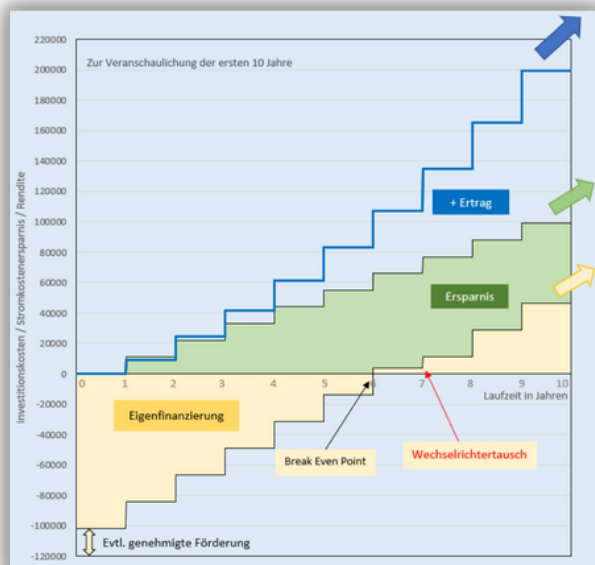 Investitionskosten / Stromkostenersparnis / Rendite
220000
200000
180000
160000
140000
120000
100000
80000
60000
40000
20000
0
-20000
-40000
-60000
-80000
-100000
-120000
Zur Veranschaulichung der ersten 10 Jahre
+ Ertrag
Ersparnis
0 1 2 3 4 5 6 7 8 9 10
Laufzeit in Jahren
Eigenfinanzierung
Break Even Point
Wechselrichtertausch
Evtl. genehmigte Förderung